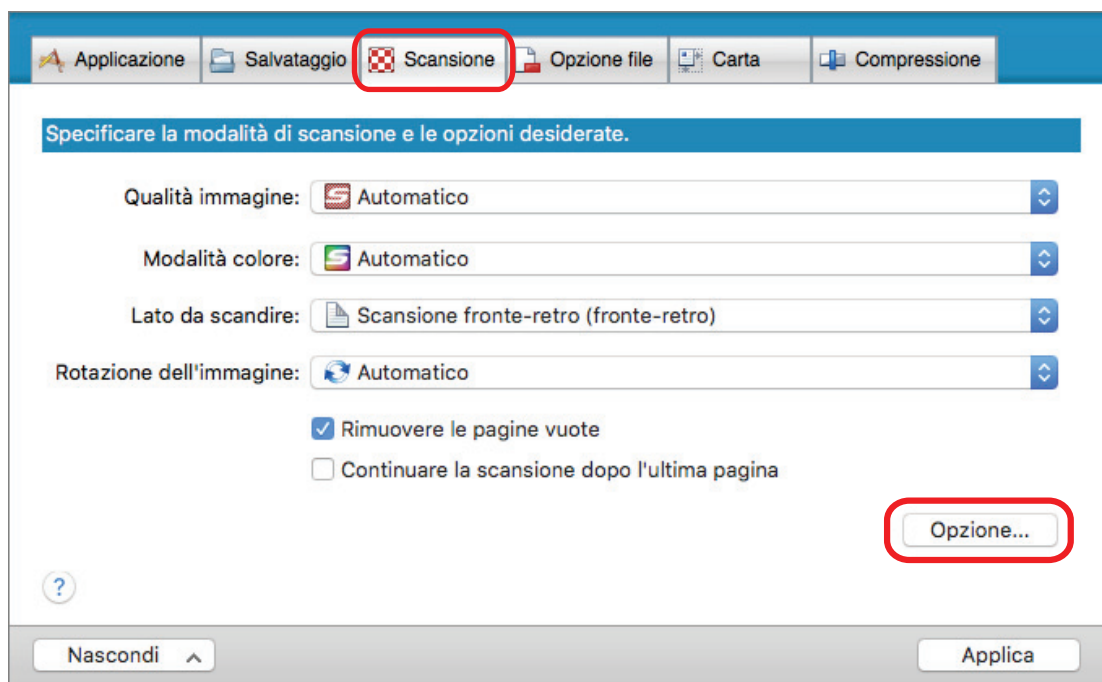 Applicazione Salvataggio Scansione Opzione file Carta Compressione
Specificare la modalità di scansione e le opzioni desiderate.
Qualità immagine: Automatico
Modalità colore: Automatico
Lato da scandire: Scansione fronte-retro (fronte-retro)
Rotazione dell'immagine: Automatico
Rimuovere le pagine vuote
Continuare la scansione dopo l'ultima pagina
Opzione...
?
Nascondi Applica